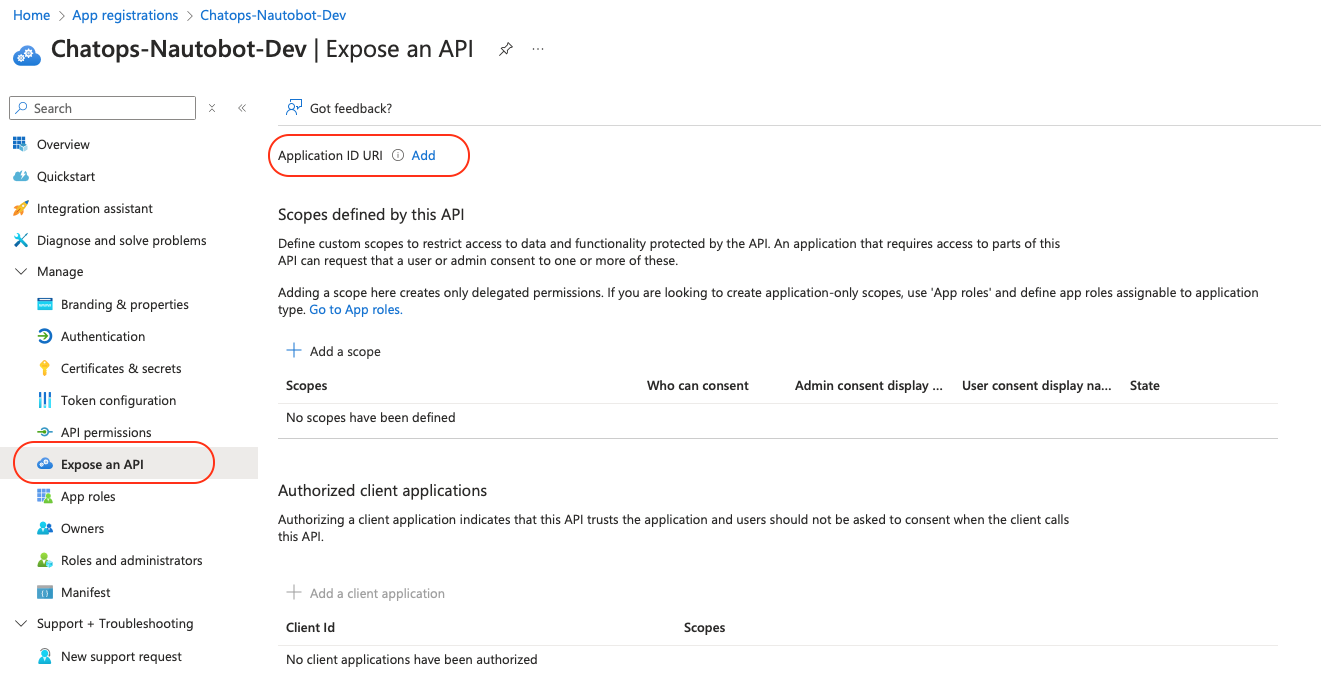 Home > App registrations > Chatops-Nautobot-Dev
Chatops-Nautobot-Dev | Expose an API
Search
Overview
Quickstart
Integration assistant
Diagnose and solve problems
Manage
Branding & properties
Authentication
Certificates & secrets
Token configuration
API permissions
Expose an API
App roles
Owners
Roles and administrators
Manifest
Support + Troubleshooting
New support request
Got feedback?
Application ID URI Add
Scopes defined by this API
Define custom scopes to restrict access to data and functionality protected by the API. An application that requires access to parts of this
API can request that a user or admin consent to one or more of these.
Adding a scope here creates only delegated permissions. If you are looking to create application-only scopes, use 'App roles' and define app roles assignable to application
type. Go to App roles.
Add a scope
Scopes Who can consent Admin consent display ... User consent display na... State
No scopes have been defined
Authorized client applications
Authorizing a client application indicates that this API trusts the application and users should not be asked to consent when the client calls
this API.
Add a client application
Client Id Scopes
No client applications have been authorized